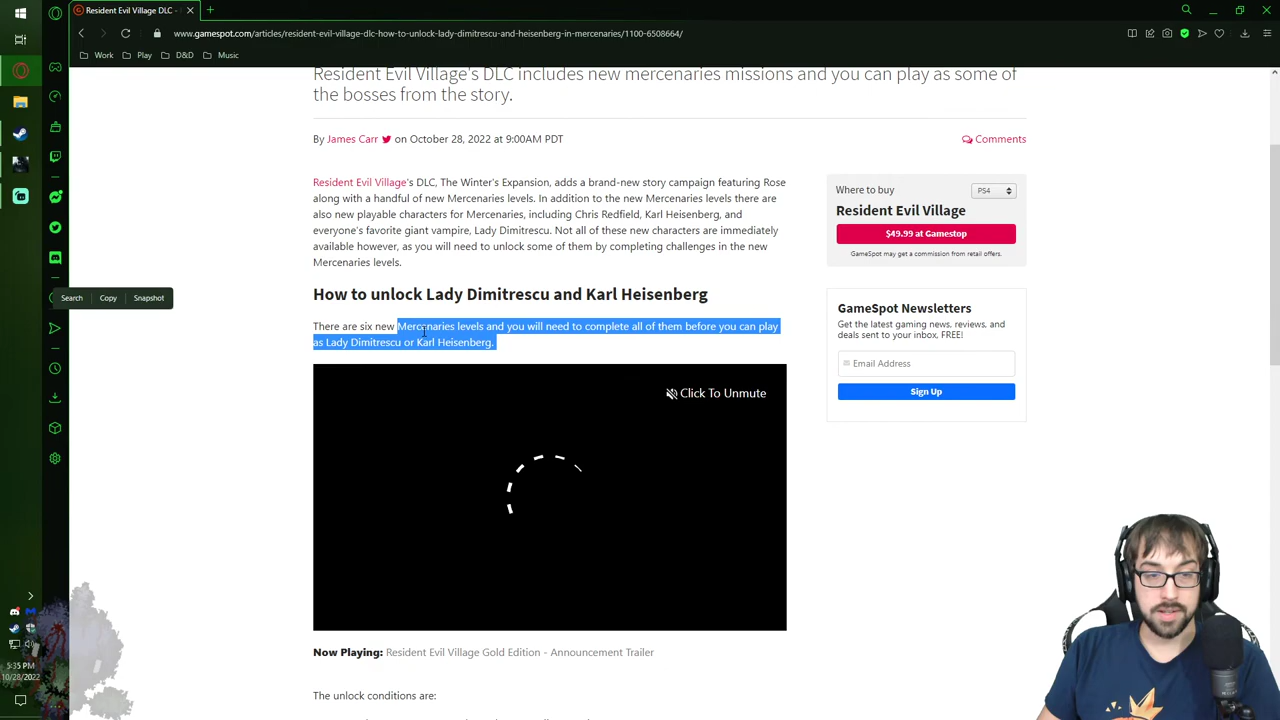 Resident Evil Village DLC -
www.gamespot.com/articles/resident-evil-village-dlc-how-to-unlock-lady-dimitrescu-and-heisenberg-in-mercenaries/1100-6508664/
Work
Play
D&D
Music
Resident Evil Village's DLC includes new mercenaries missions and you can play as some of
the bosses from the story.
By James Carr on October 28, 2022 at 9:00AM PDT
Comments
Resident Evil Village's DLC, The Winter's Expansion, adds a brand-new story campaign featuring Rose
along with a handful of new Mercenaries levels. In addition to the new Mercenaries levels there are
also new playable characters for Mercenaries, including Chris Redfield, Karl Heisenberg, and
everyone's favorite giant vampire, Lady Dimitrescu. Not all of these new characters are immediately
available however, as you will need to unlock some of them by completing challenges in the new
Mercenaries levels.
How to unlock Lady Dimitrescu and Karl Heisenberg
There are six new Mercenaries levels and you will need to complete all of them before you can play
as Lady Dimitrescu or Karl Heisenberg.
Search
Copy
Snapshot
Click To Unmute
Now Playing: Resident Evil Village Gold Edition - Announcement Trailer
The unlock conditions are:
Where to buy
PS4
Resident Evil Village
$49.99 at Gamestop
GameSpot may get a commission from retail offers.
GameSpot Newsletters
Get the latest gaming news, reviews, and
deals sent to your inbox, FREE!
Email Address
Sign Up
5:35 PM
10/28/2022